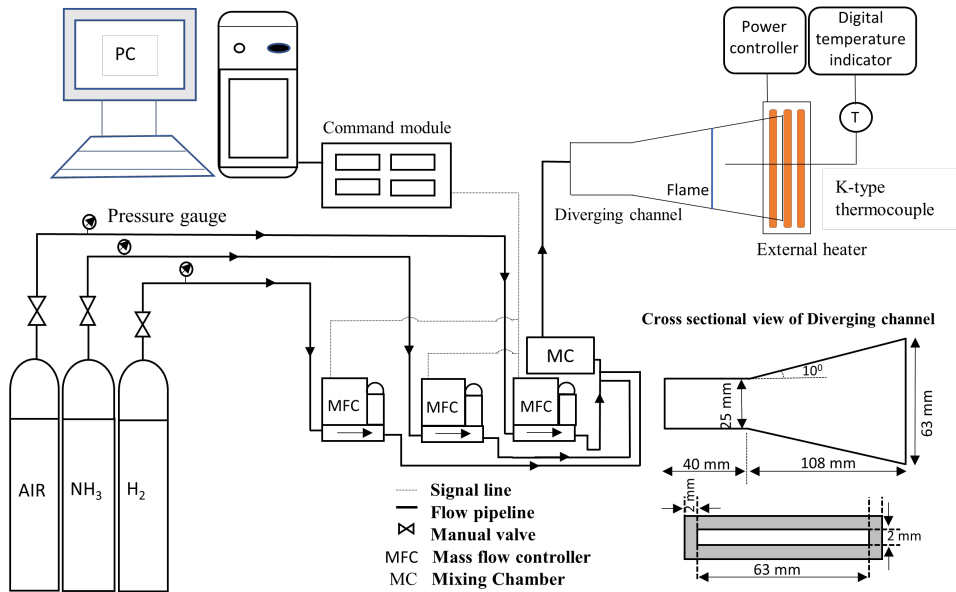 PC
Command module
Power
controller
Digital
temperature
indicator
T
Flame
Diverging channel
K-type
thermocouple
External heater
Pressure gauge
AIR
NH₃
H₂
MFC
MFC
MFC
MC
Signal line
Flow pipeline
Manual valve
MFC Mass flow controller
MC Mixing Chamber
Cross sectional view of Diverging channel
10⁰
25 mm
63 mm
40 mm
108 mm
2 mm
2 mm
63 mm